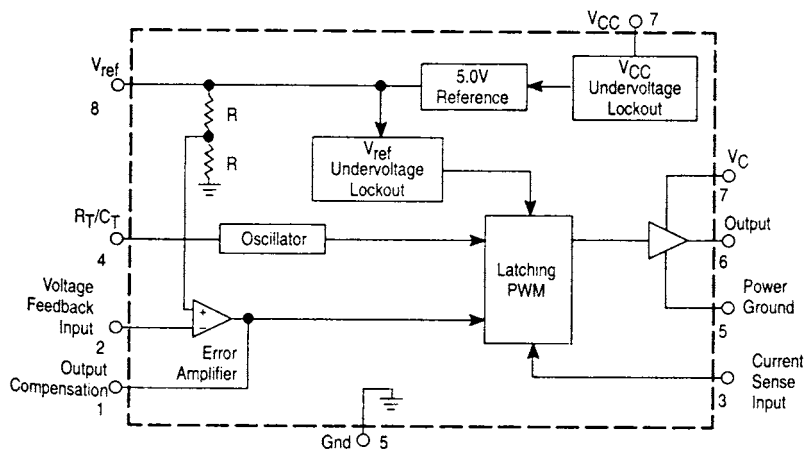 VCC 7
Vref
8
5.0V
Reference
VCC
Undervoltage
Lockout
R
R
Vref
Undervoltage
Lockout
VC
7
RT/CT
4
Oscillator
Latching
PWM
Output
6
Voltage
Feedback
Input
2
+
−
Error
Amplifier
Power
Ground
5
Output
Compensation
1
Current
Sense
Input
3
Gnd 5